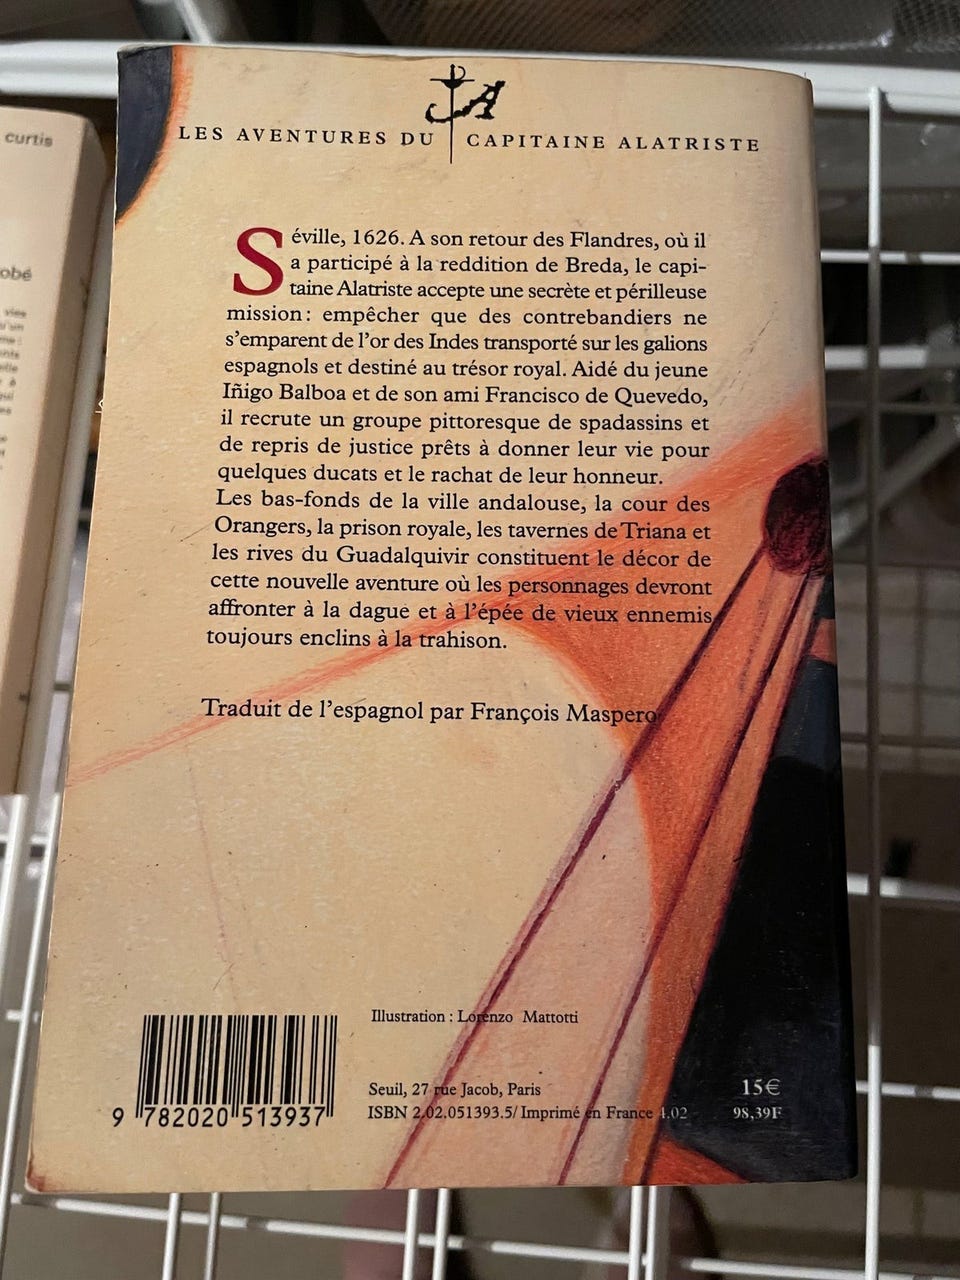 curtis
obé
vies
JA
LES AVENTURES DU CAPITAINE ALATRISTE
Séville, 1626. A son retour des Flandres, où il
a participé à la reddition de Breda, le capi-
taine Alatriste accepte une secrète et périlleuse
mission : empêcher que des contrebandiers ne
s'emparent de l'or des Indes transporté sur les galions
espagnols et destiné au trésor royal. Aidé du jeune
Iñigo Balboa et de son ami Francisco de Quevedo,
il recrute un groupe pittoresque de spadassins et
de repris de justice prêts à donner leur vie pour
quelques ducats et le rachat de leur honneur.
Les bas-fonds de la ville andalouse, la cour des
Orangers, la prison royale, les tavernes de Triana et
les rives du Guadalquivir constituent le décor de
cette nouvelle aventure où les personnages devront
affronter à la dague et à l'épée de vieux ennemis
toujours enclins à la trahison.
Traduit de l'espagnol par François Maspero
Illustration : Lorenzo Mattotti
Seuil, 27 rue Jacob, Paris
ISBN 2.02.051393.5/ Imprimé en France 4.02
15€
98,39F
9 782020 513937